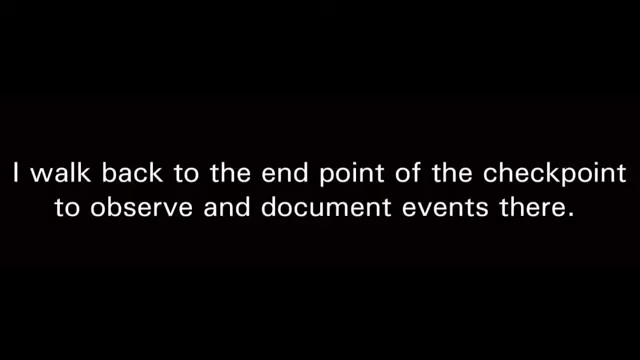 I walk back to the end point of the checkpoint
to observe and document events there.